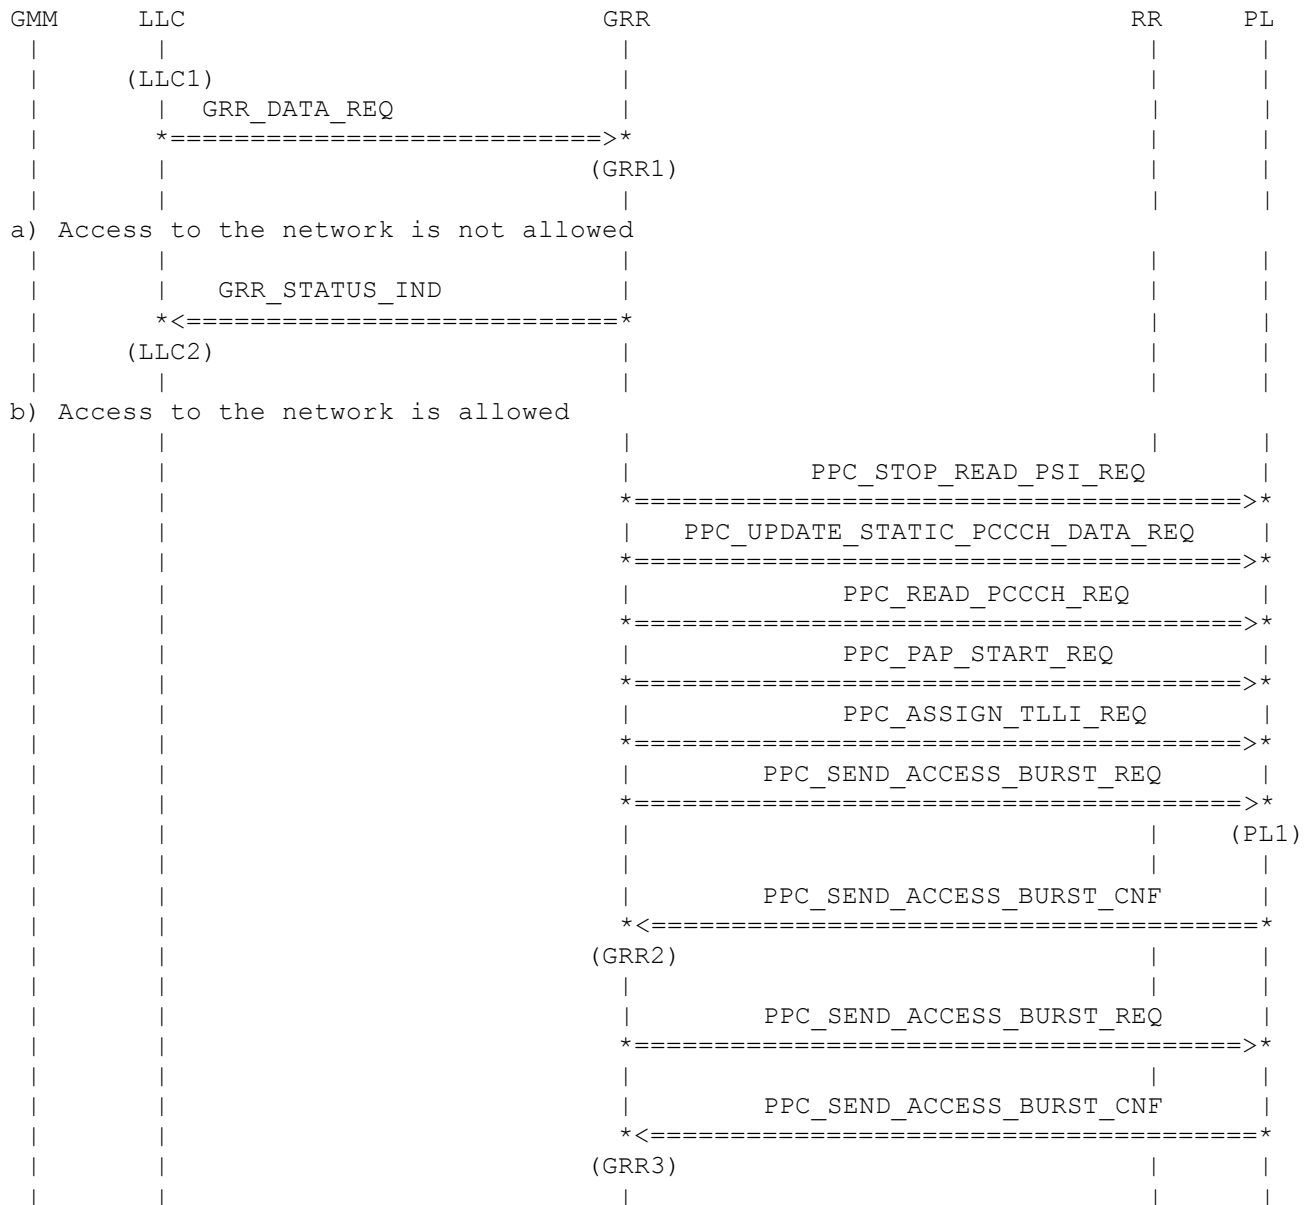 GMM LLC GRR RR PL
(LLC1)
GRR_DATA_REQ
*===========================>*
(GRR1)
a) Access to the network is not allowed
GRR_STATUS_IND
*<===========================*
(LLC2)
b) Access to the network is allowed
PPC_STOP_READ_PSI_REQ
*======================================>*
PPC_UPDATE_STATIC_PCCCH_DATA_REQ
*======================================>*
PPC_READ_PCCCH_REQ
*======================================>*
PPC_PAP_START_REQ
*======================================>*
PPC_ASSIGN_TLLI_REQ
*======================================>*
PPC_SEND_ACCESS_BURST_REQ
*======================================>*
(PL1)
PPC_SEND_ACCESS_BURST_CNF
*<======================================*
(GRR2)
PPC_SEND_ACCESS_BURST_REQ
*======================================>*
PPC_SEND_ACCESS_BURST_CNF
*<======================================*
(GRR3)